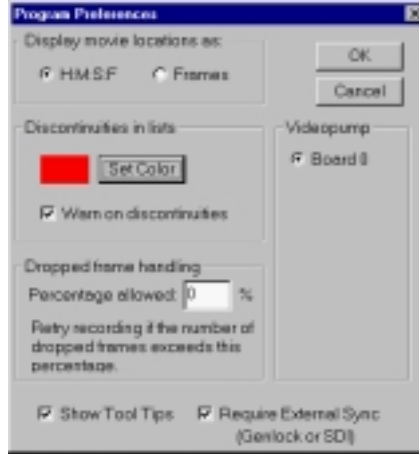 Program Preferences
Display movie locations as:
H:M:S:F
Frames
OK
Cancel
Discontinuities in lists
Set Color
Warn on discontinuities
Videopump
Board 0
Dropped frame handling
Percentage allowed: 0 %
Retry recording if the number of
dropped frames exceeds this
percentage.
Show Tool Tips
Require External Sync
(Genlock or SDI)